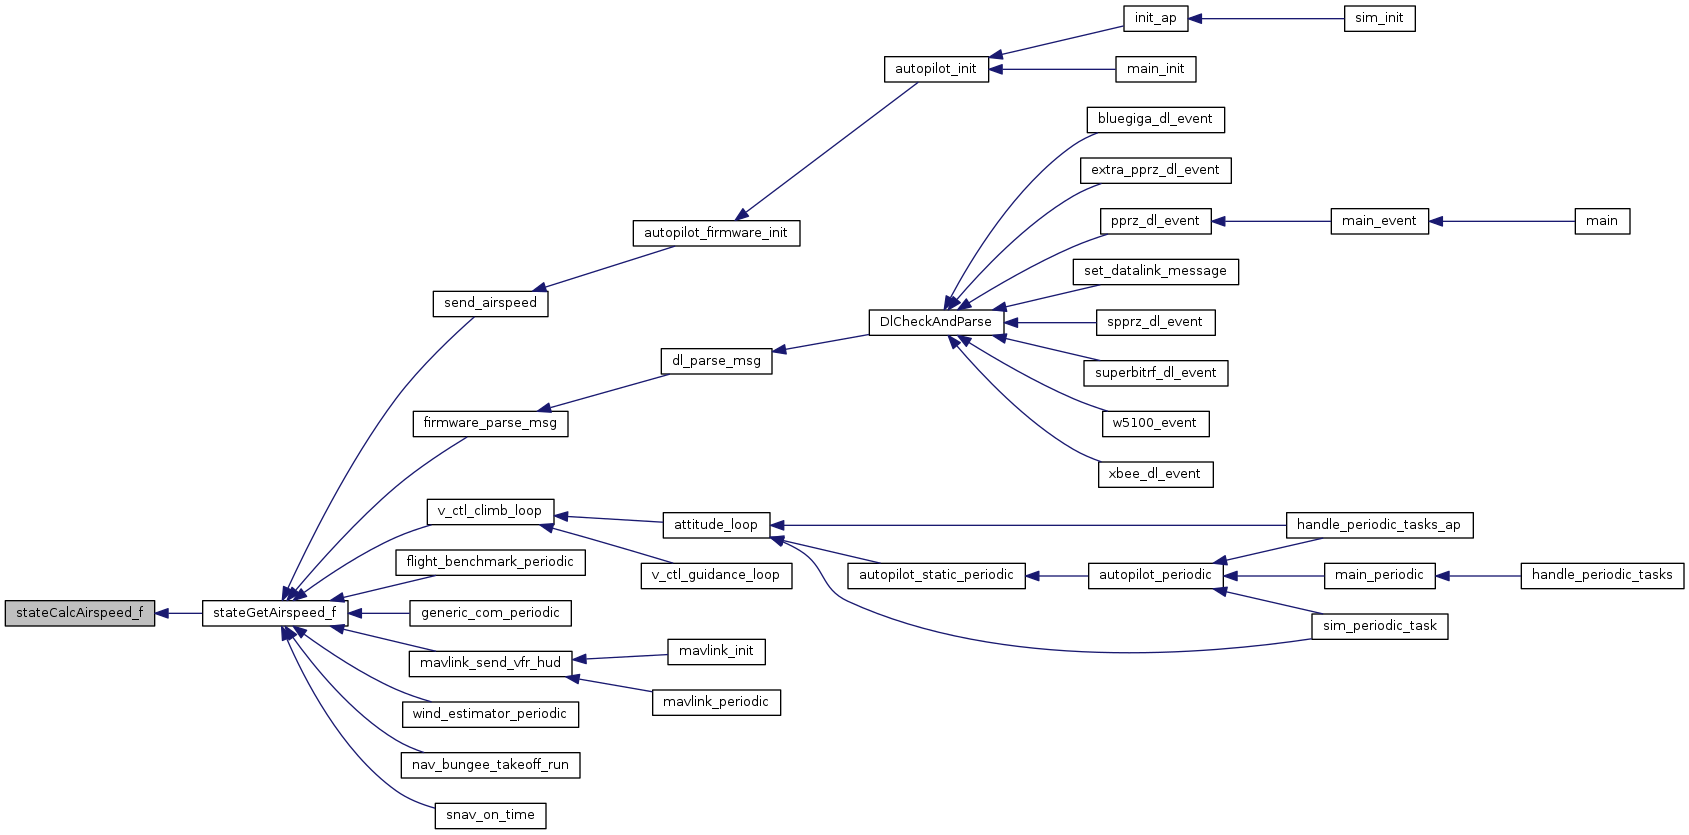 init_ap
sim_init
autopilot_init
main_init
bluegiga_dl_event
extra_pprz_dl_event
pprz_dl_event
main_event
main
autopilot_firmware_init
set_datalink_message
send_airspeed
DlCheckAndParse
spprz_dl_event
dl_parse_msg
superbitrf_dl_event
firmware_parse_msg
w5100_event
xbee_dl_event
v_ctl_climb_loop
attitude_loop
handle_periodic_tasks_ap
flight_benchmark_periodic
v_ctl_guidance_loop
autopilot_static_periodic
autopilot_periodic
main_periodic
handle_periodic_tasks
stateCalcAirspeed_f
stateGetAirspeed_f
generic_com_periodic
sim_periodic_task
mavlink_send_vfr_hud
mavlink_init
mavlink_periodic
wind_estimator_periodic
nav_bungee_takeoff_run
snav_on_time